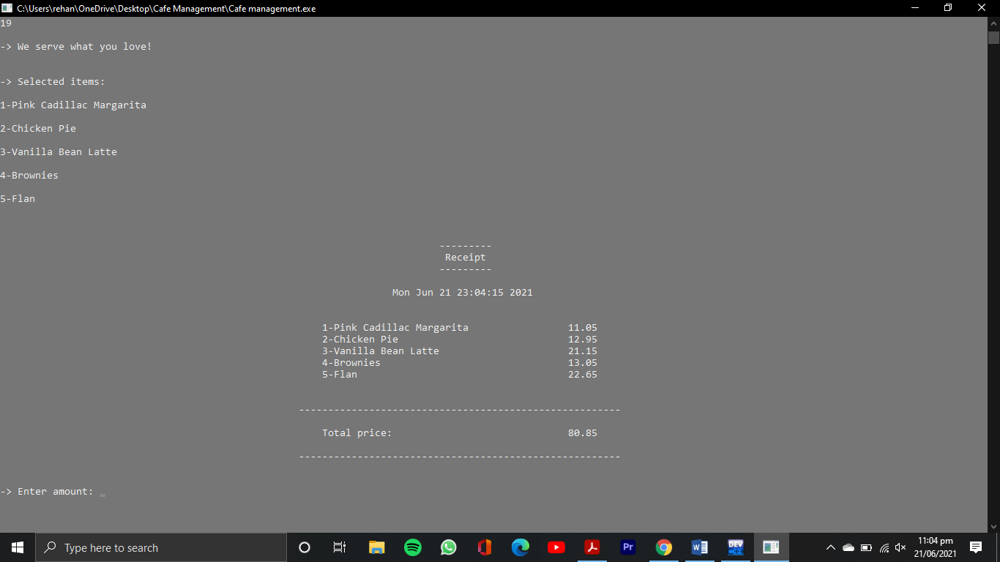 C:\Users\rehan\OneDrive\Desktop\Cafe Management\Cafe management.exe
19
-> We serve what you love!
-> Selected items:
1-Pink Cadillac Margarita
2-Chicken Pie
3-Vanilla Bean Latte
4-Brownies
5-Flan
---------
Receipt
---------
Mon Jun 21 23:04:15 2021
1-Pink Cadillac Margarita 11.05
2-Chicken Pie 12.95
3-Vanilla Bean Latte 21.15
4-Brownies 13.05
5-Flan 22.65
-------------------------------------------------------
Total price: 80.85
-------------------------------------------------------
-> Enter amount: _
Type here to search
Pr
W
DEV
C++
11:04 pm
21/06/2021